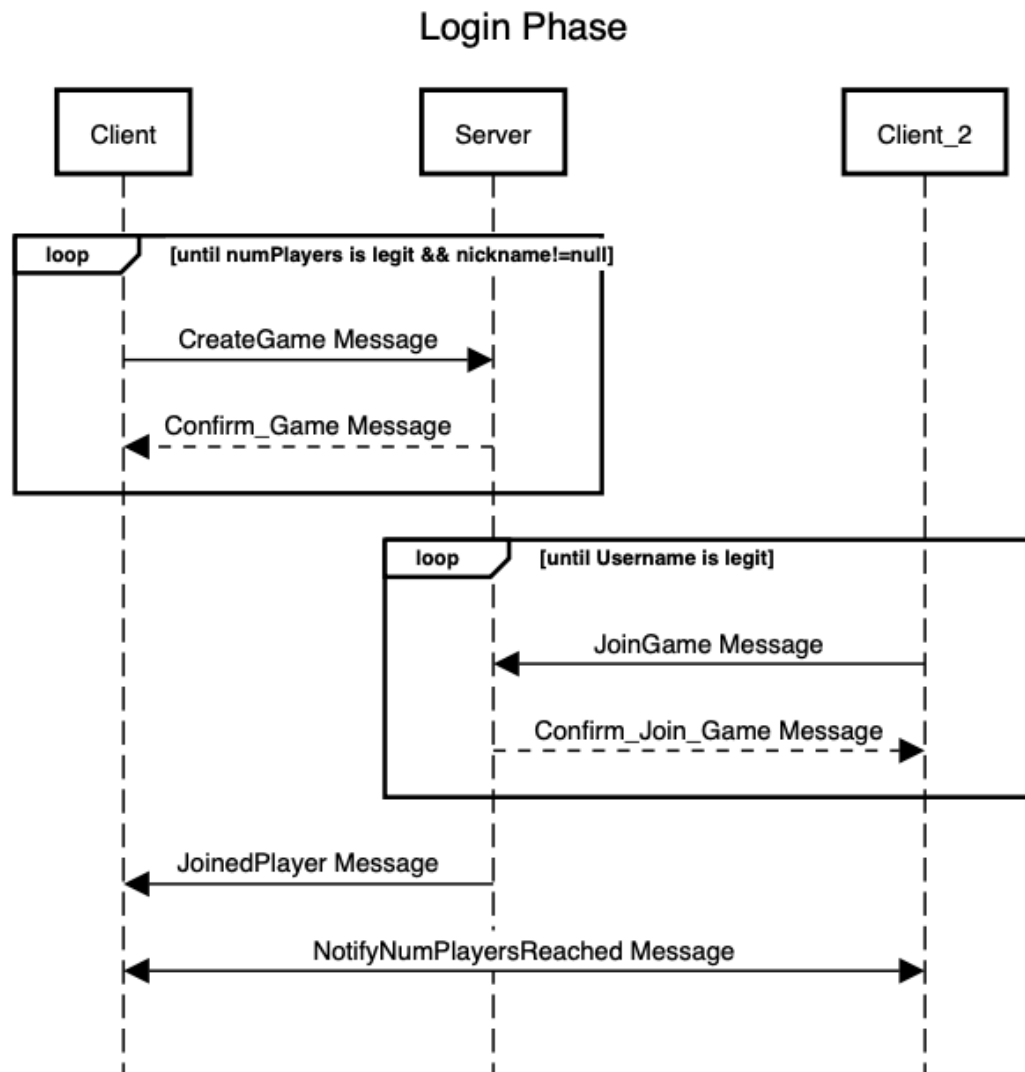 Login Phase
Client
Server
Client_2
loop
[until numPlayers is legit && nickname!=null]
CreateGame Message
Confirm_Game Message
loop
[until Username is legit]
JoinGame Message
Confirm_Join_Game Message
JoinedPlayer Message
NotifyNumPlayersReached Message